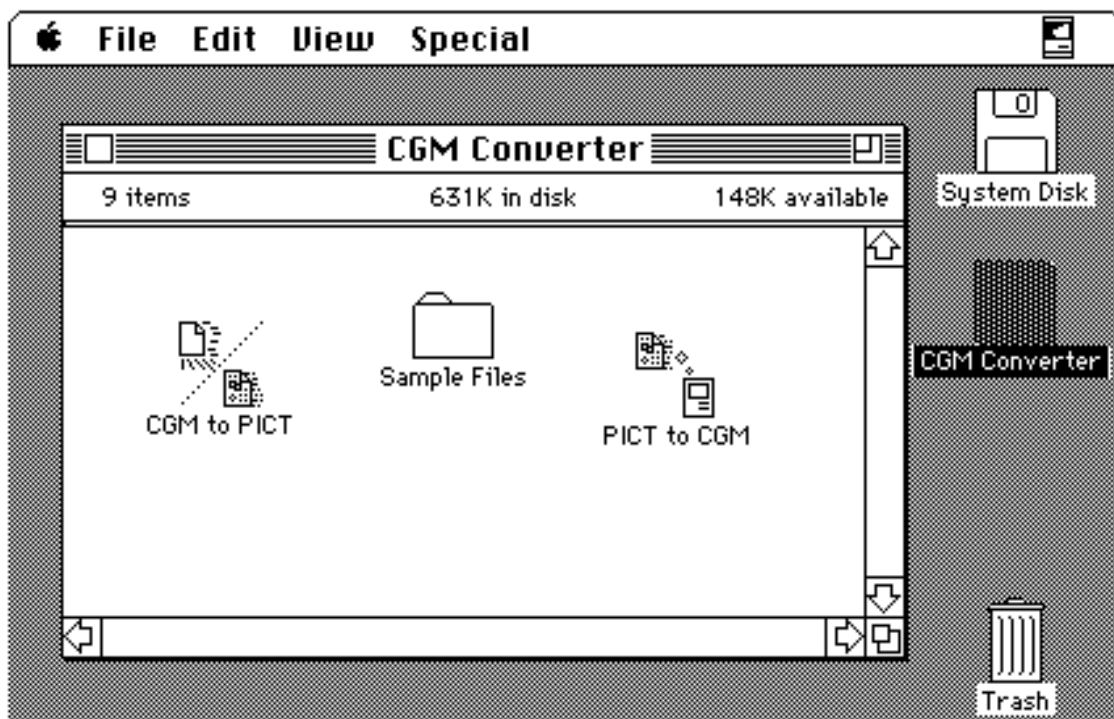 File Edit View Special
CGM Converter
9 items 631K in disk 148K available
System Disk
CGM Converter
Sample Files
CGM to PICT
PICT to CGM
Trash